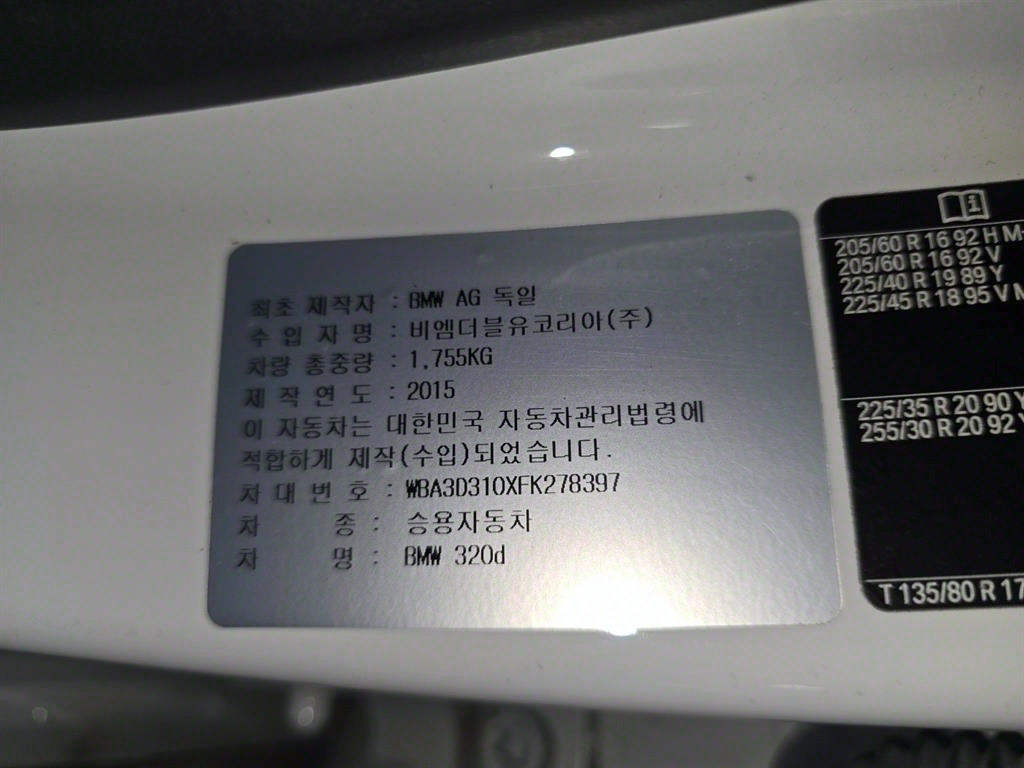 최초 제작자 : BMW AG 독일
수 입 자 명 : 비엠더블유코리아(주)
차량 총중량 : 1,755KG
제 작 연 도 : 2015
이 자동차는 대한민국 자동차관리법령에
적합하게 제작(수입)되었습니다.
차 대 번 호 : WBA3D310XFK278397
차 종 : 승용자동차
차 명 : BMW 320d
205/60 R 16 92 H M+
205/60 R 16 92 V
225/40 R 19 89 Y
225/45 R 18 95 V M
225/35 R 20 90 Y
255/30 R 20 92 Y
T 135/80 R 17